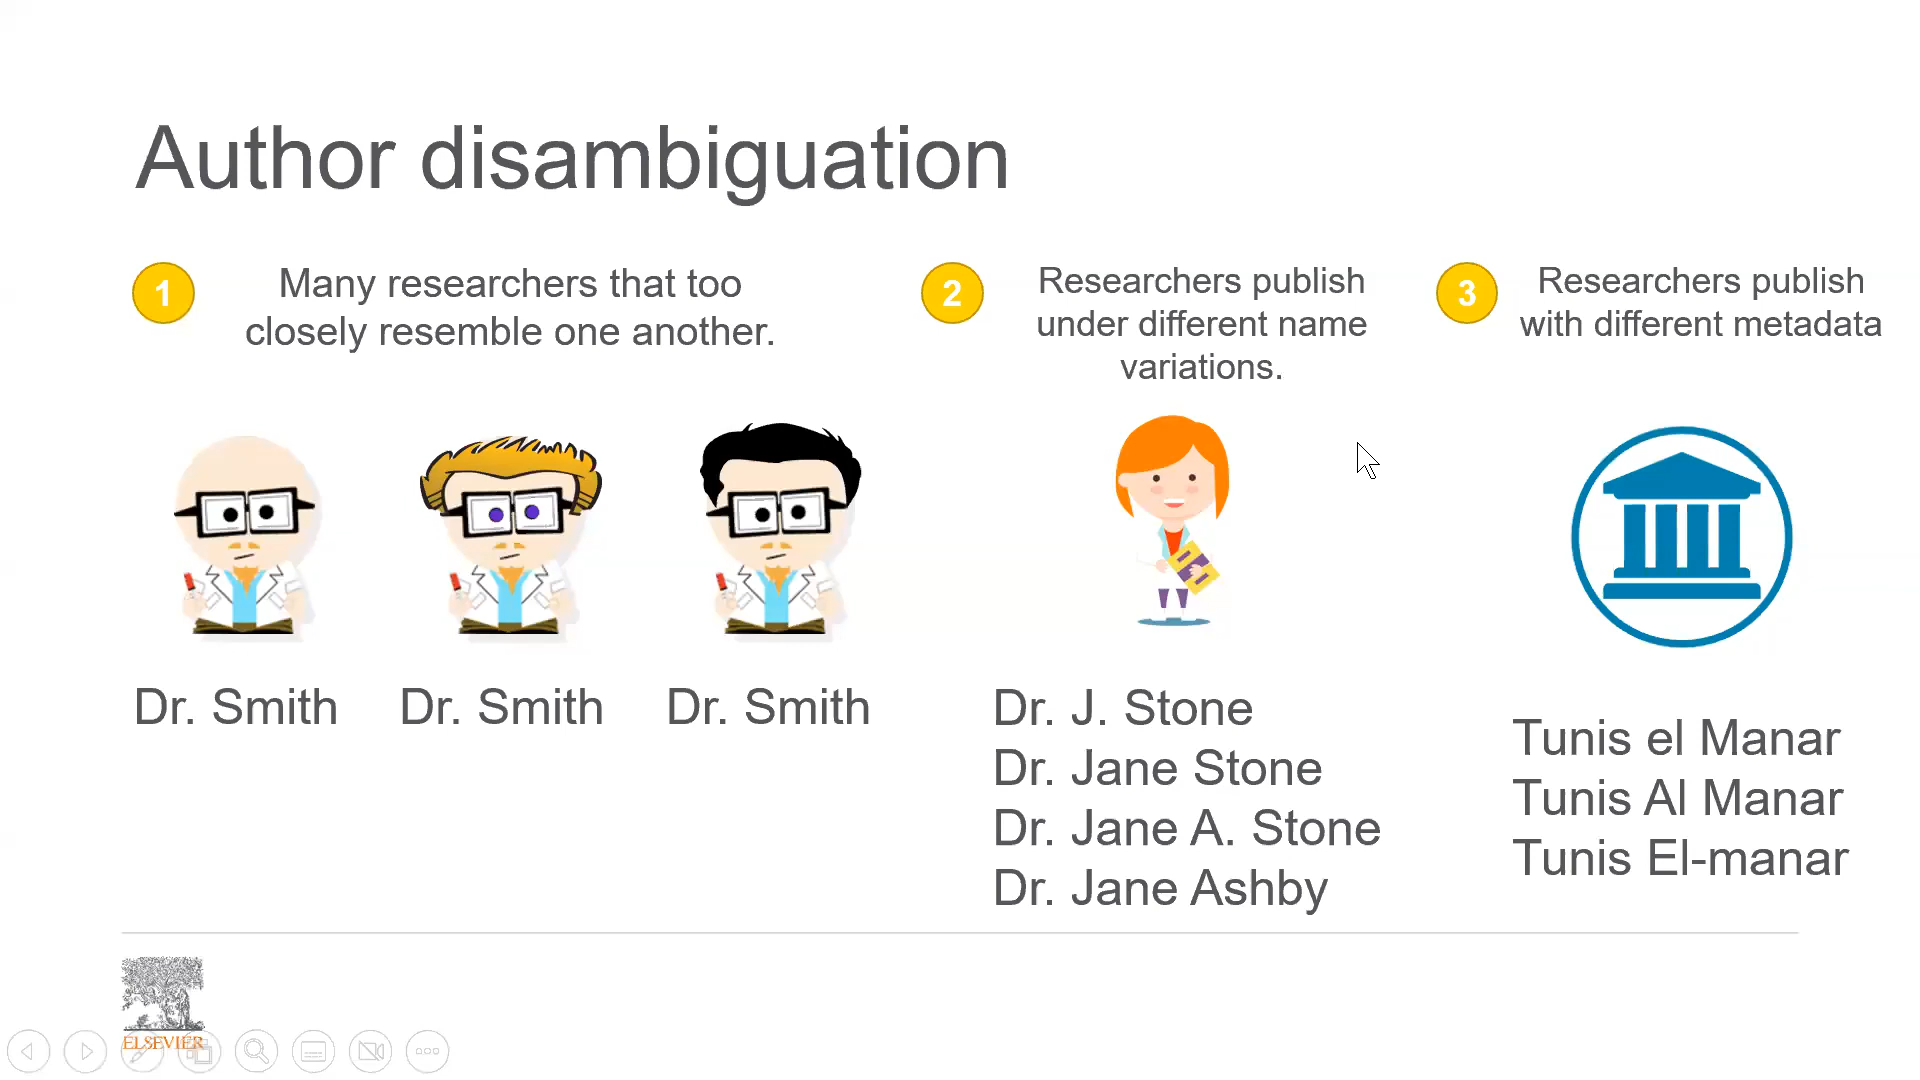 Author disambiguation
1
Many researchers that too
closely resemble one another.
2
Researchers publish
under different name
variations.
3
Researchers publish
with different metadata
Dr. Smith
Dr. Smith
Dr. Smith
Dr. J. Stone
Dr. Jane Stone
Dr. Jane A. Stone
Dr. Jane Ashby
Tunis el Manar
Tunis Al Manar
Tunis El-manar
ELSEVIER